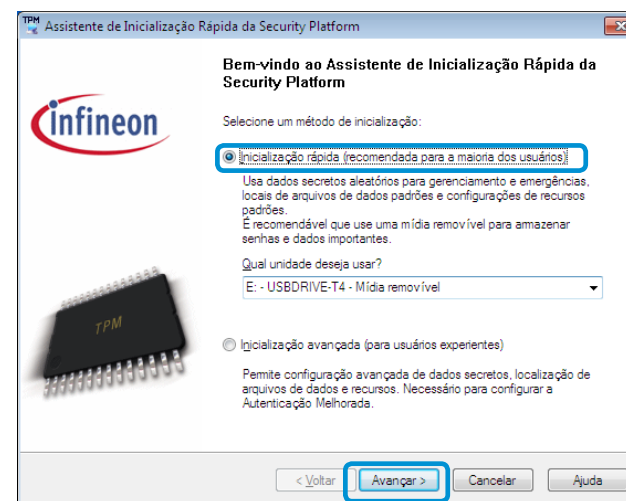 TPM
Assistente de Inicialização Rápida da Security Platform
Bem-vindo ao Assistente de Inicialização Rápida da
Security Platform
infineon
Selecione um método de inicialização:
Inicialização rápida (recomendada para a maioria dos usuários)
Usa dados secretos aleatórios para gerenciamento e emergências,
locais de arquivos de dados padrões e configurações de recursos
padrões.
É recomendável que use uma mídia removível para armazenar
senhas e dados importantes.
Qual unidade deseja usar?
E: - USBDRIVE-T4 - Mídia removível
TPM
Inicialização avançada (para usuários experientes)
Permite configuração avançada de dados secretos, localização de
arquivos de dados e recursos. Necessário para configurar a
Autenticação Melhorada.
< Voltar
Avançar >
Cancelar
Ajuda